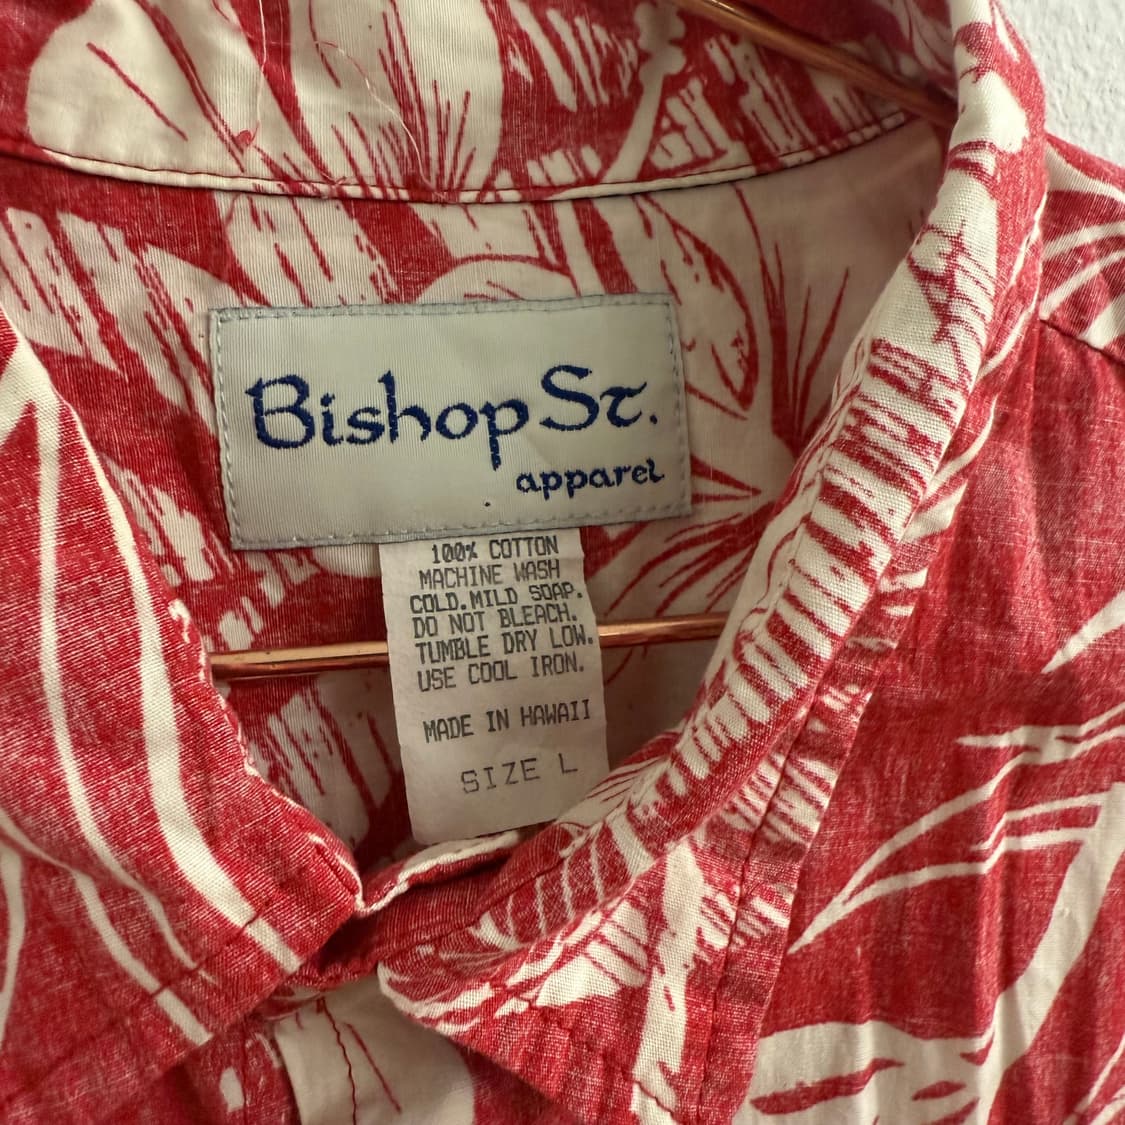 Bishop St.
apparel
100% COTTON
MACHINE WASH
COLD. MILD SOAP.
DO NOT BLEACH.
TUMBLE DRY LOW.
USE COOL IRON.
MADE IN HAWAII
SIZE L